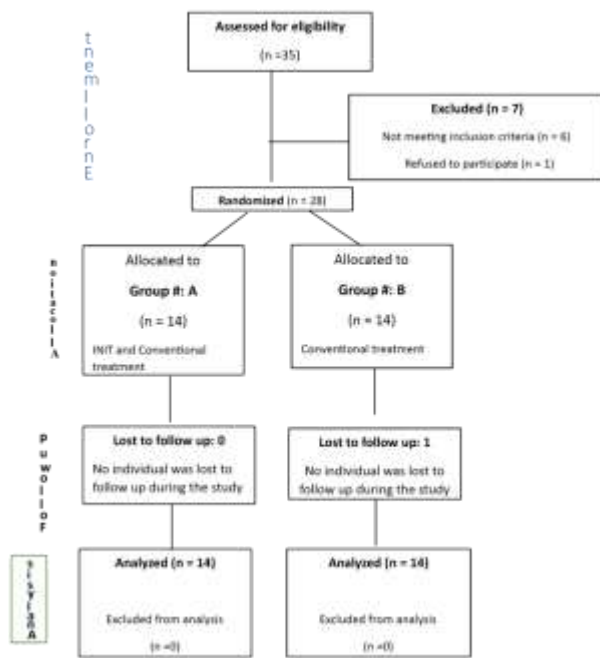 Enrollment
Assessed for eligibility
(n =35)
Excluded (n = 7)
Not meeting inclusion criteria (n = 6)
Refused to participate (n = 1)
Randomized (n = 28)
Allocation
Allocated to
Group #: A
(n = 14)
INIT and Conventional
treatment
Allocated to
Group #: B
(n = 14)
Conventional treatment
Follow Up
Lost to follow up: 0
No individual was lost to
follow up during the study
Lost to follow up: 1
No individual was lost to
follow up during the study
Analysis
Analyzed (n = 14)
Excluded from analysis
(n =0)
Analyzed (n = 14)
Excluded from analysis
(n =0)